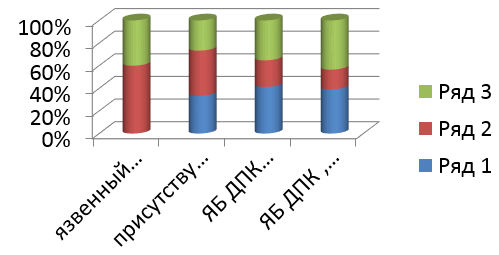 100%
80%
60%
40%
20%
0%
язвенный...
присутству...
ЯБ ДПК...
ЯБ ДПК ,...
Ряд 3
Ряд 2
Ряд 1